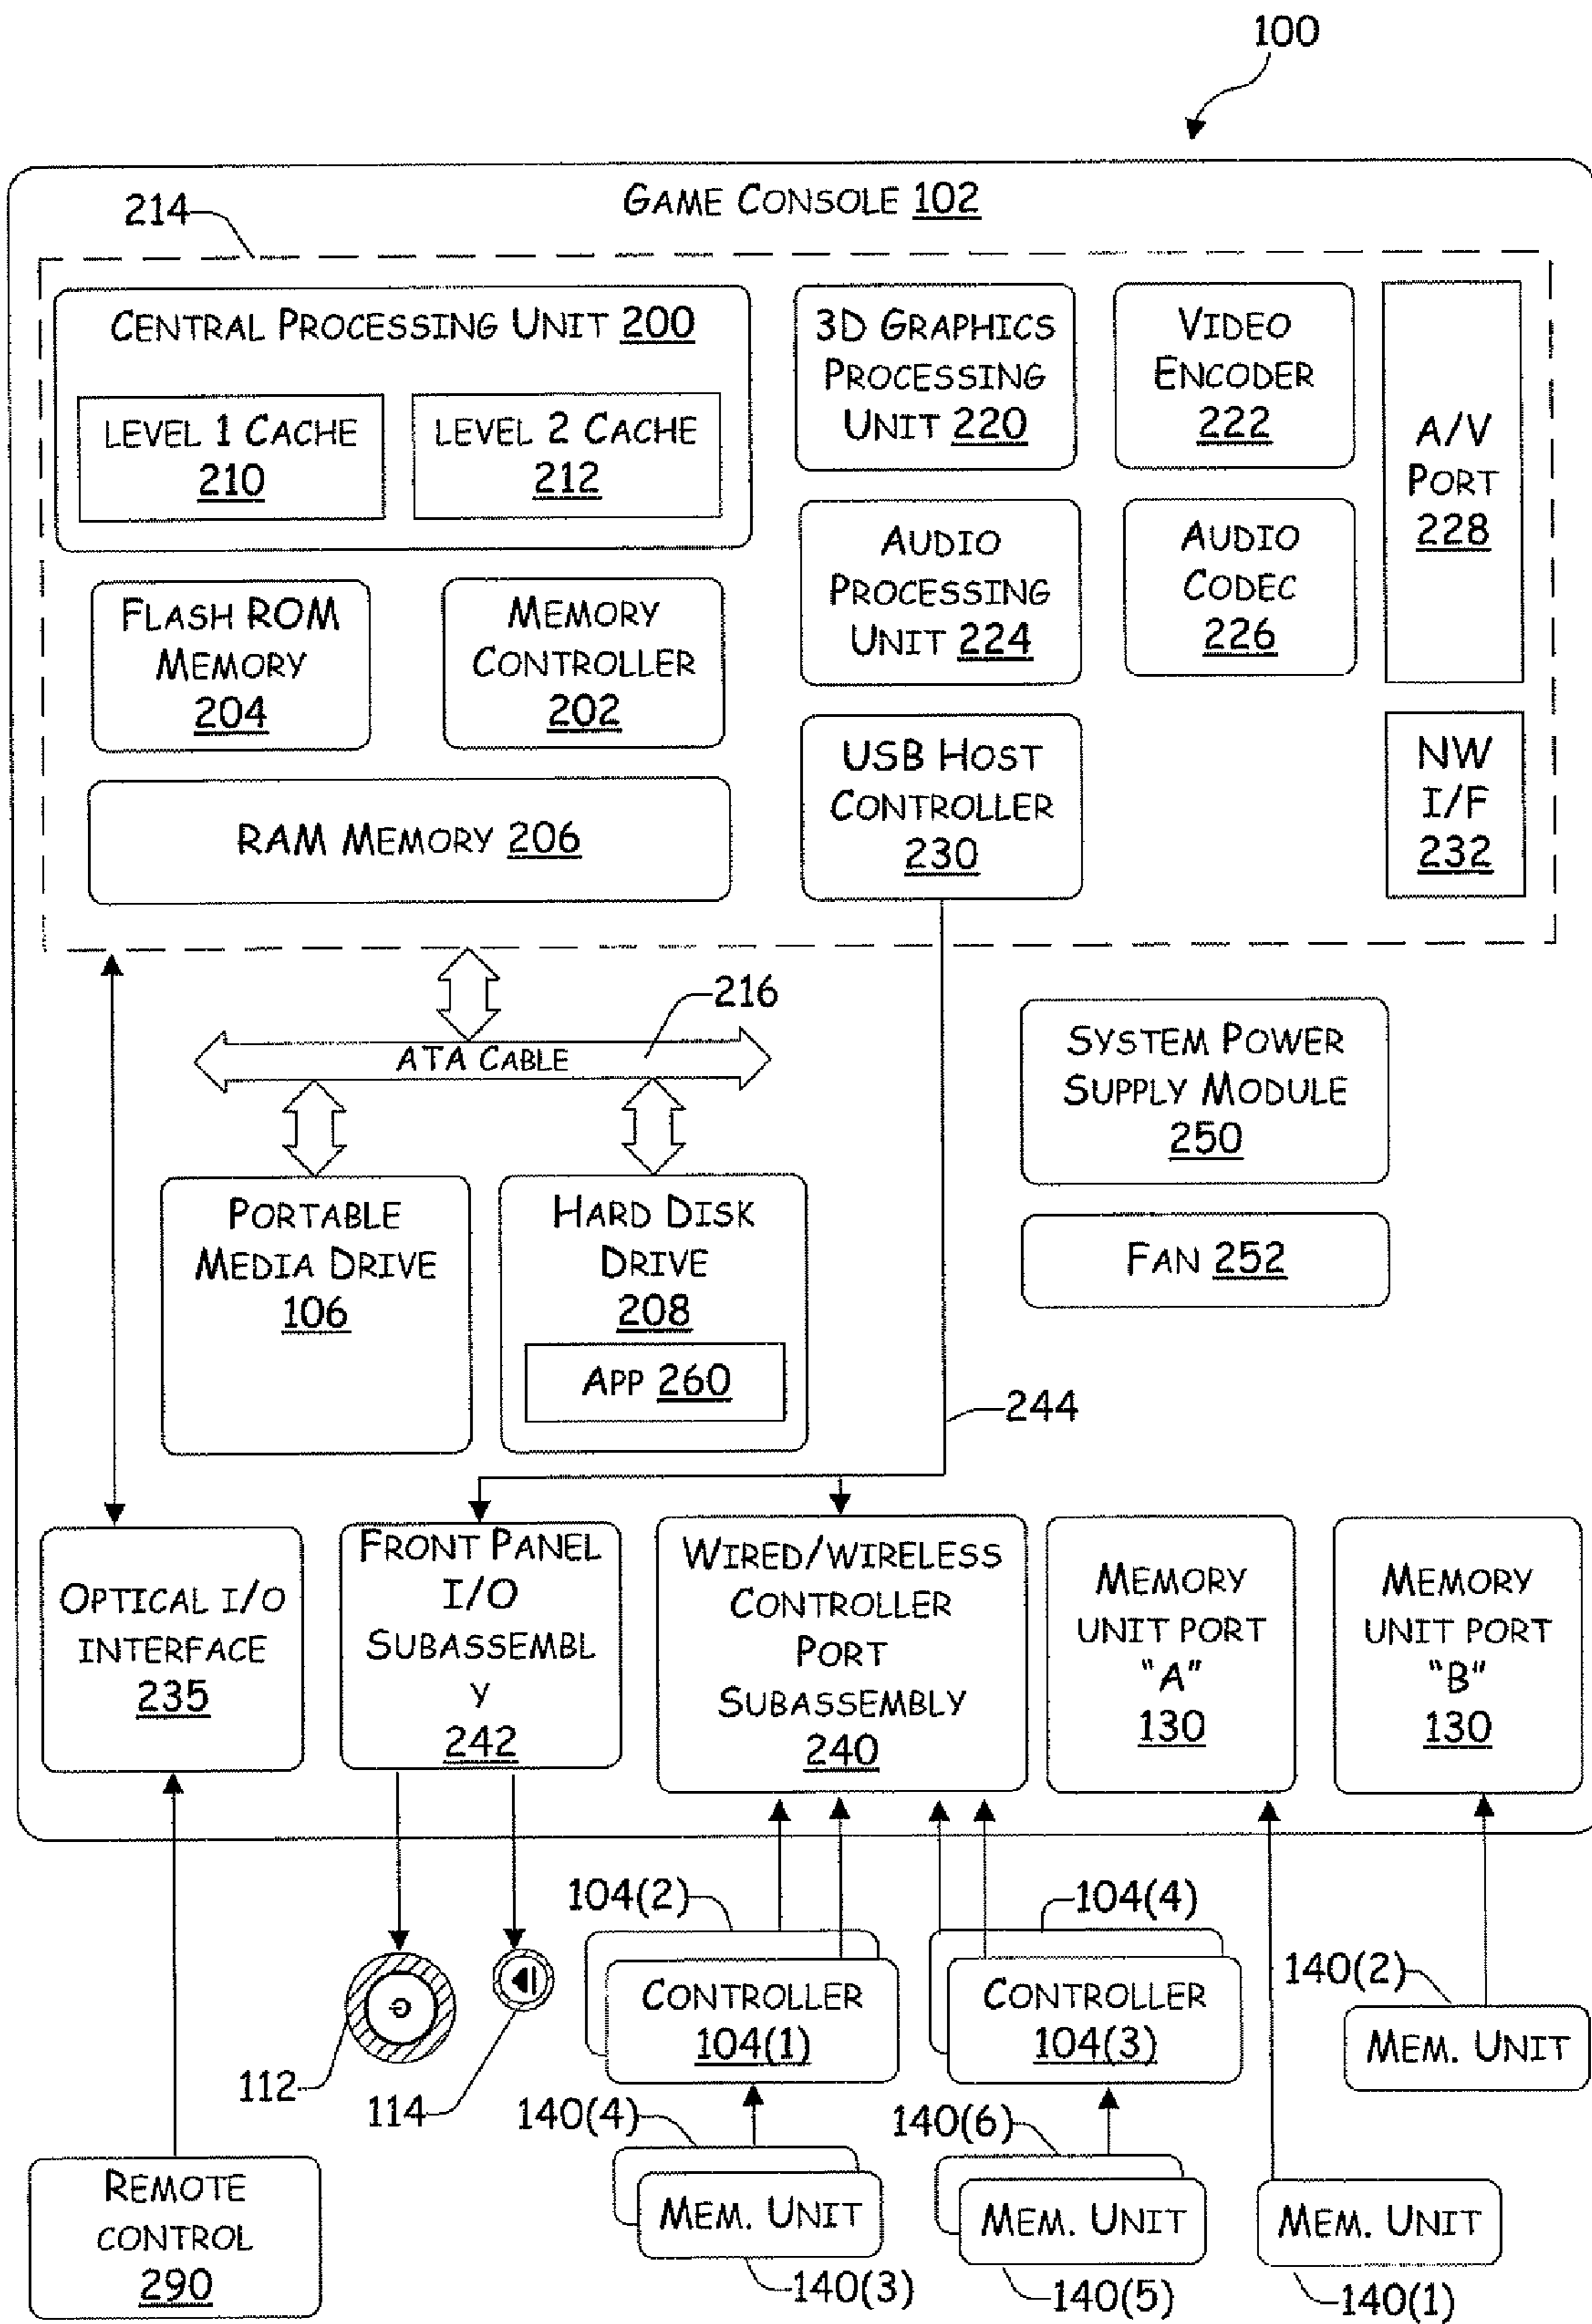 100
GAME CONSOLE 102
214
CENTRAL PROCESSING UNIT 200
LEVEL 1 CACHE
210
LEVEL 2 CACHE
212
3D GRAPHICS
PROCESSING
UNIT 220
VIDEO
ENCODER
222
A/V
PORT
228
AUDIO
PROCESSING
UNIT 224
AUDIO
CODEC
226
FLASH ROM
MEMORY
204
MEMORY
CONTROLLER
202
USB HOST
CONTROLLER
230
NW
I/F
232
RAM MEMORY 206
216
ATA CABLE
SYSTEM POWER
SUPPLY MODULE
250
PORTABLE
MEDIA DRIVE
106
HARD DISK
DRIVE
208
APP 260
FAN 252
244
OPTICAL I/O
INTERFACE
235
FRONT PANEL
I/O
SUBASSEMBL
Y
242
WIRED/WIRELESS
CONTROLLER
PORT
SUBASSEMBLY
240
MEMORY
UNIT PORT
"A"
130
MEMORY
UNIT PORT
"B"
130
104(2)
104(4)
112
114
CONTROLLER
104(1)
CONTROLLER
104(3)
140(2)
MEM. UNIT
140(4)
140(6)
REMOTE
CONTROL
290
MEM. UNIT
140(3)
MEM. UNIT
140(5)
MEM. UNIT
140(1)